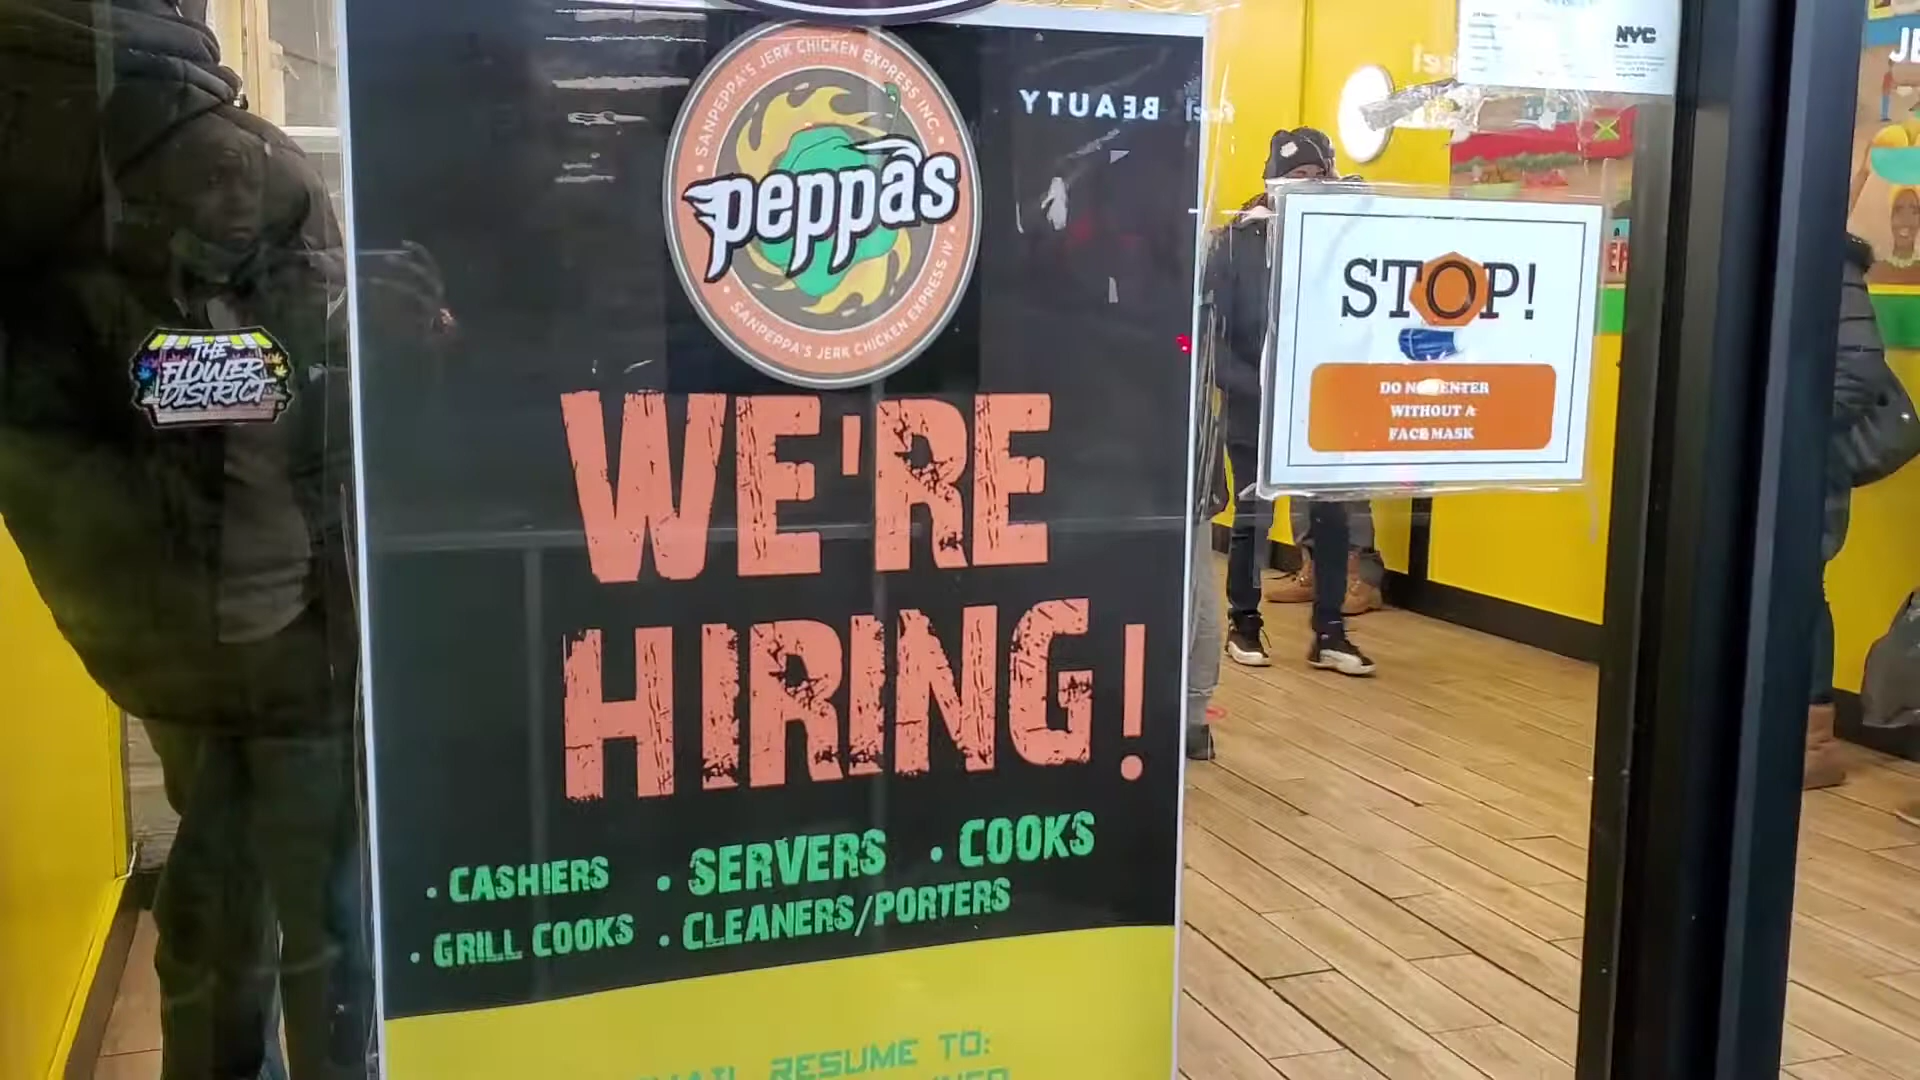 SANPEPPA'S JERK CHICKEN EXPRESS INC.
peppas
SANPEPPA'S JERK CHICKEN EXPRESS IV
BEAUTY
NYC
STOP!
DO NOT ENTER
WITHOUT A
FACE MASK
THE
FLOWER
DISTRICT
WE'RE
HIRING!
• CASHIERS • SERVERS • COOKS
• GRILL COOKS • CLEANERS/PORTERS
RESUME TO: